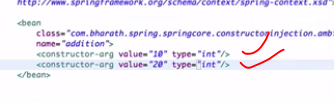 http://www.springframework.org/schema/context/spring-context.xsd
<bean
class="com.bharath.spring.springcore.constructorinjection.amb
name="addition">
<constructor-arg value="10" type="int"/>
<constructor-arg value="20" type="int"/>
</bean>